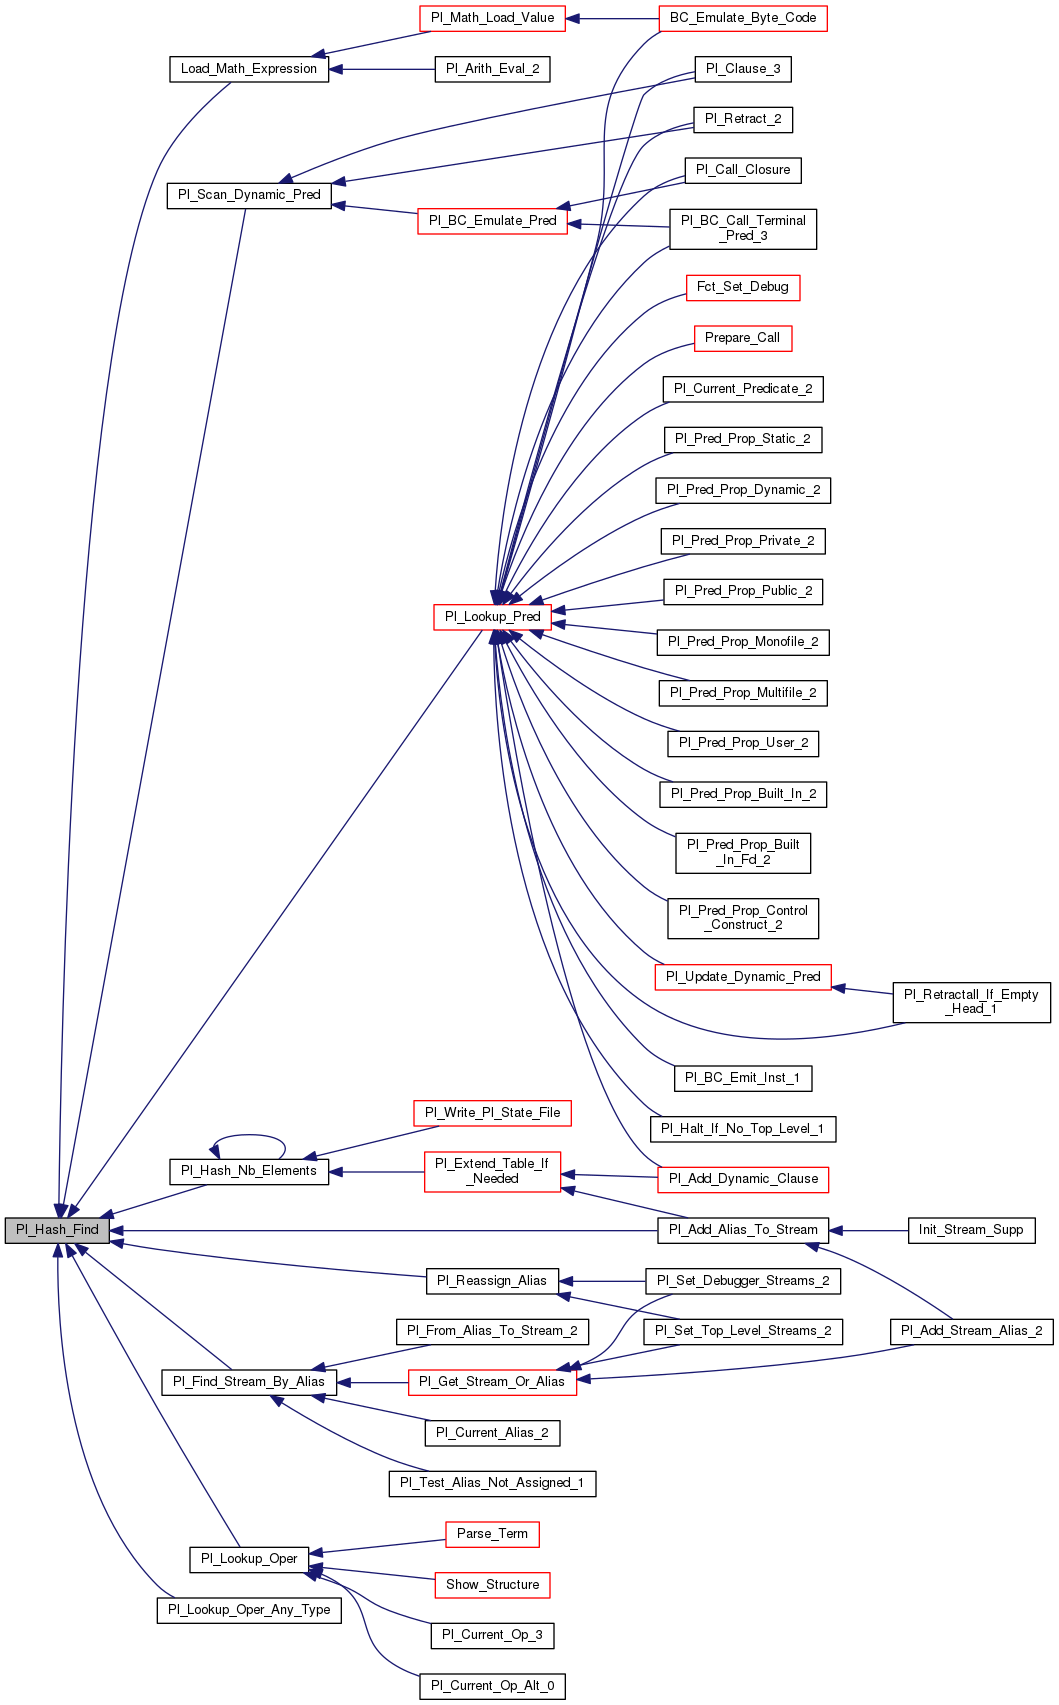 Pl_Math_Load_Value
BC_Emulate_Byte_Code
Load_Math_Expression
Pl_Arith_Eval_2
Pl_Clause_3
Pl_Retract_2
Pl_Scan_Dynamic_Pred
Pl_Call_Closure
Pl_BC_Emulate_Pred
Pl_BC_Call_Terminal
_Pred_3
Fct_Set_Debug
Prepare_Call
Pl_Current_Predicate_2
Pl_Pred_Prop_Static_2
Pl_Pred_Prop_Dynamic_2
Pl_Pred_Prop_Private_2
Pl_Pred_Prop_Public_2
Pl_Lookup_Pred
Pl_Pred_Prop_Monofile_2
Pl_Pred_Prop_Multifile_2
Pl_Pred_Prop_User_2
Pl_Pred_Prop_Built_In_2
Pl_Pred_Prop_Built
_In_Fd_2
Pl_Pred_Prop_Control
_Construct_2
Pl_Update_Dynamic_Pred
Pl_Retractall_If_Empty
_Head_1
Pl_BC_Emit_Inst_1
Pl_Write_Pl_State_File
Pl_Halt_If_No_Top_Level_1
Pl_Hash_Nb_Elements
Pl_Extend_Table_If
_Needed
Pl_Add_Dynamic_Clause
Pl_Hash_Find
Pl_Add_Alias_To_Stream
Init_Stream_Supp
Pl_Reassign_Alias
Pl_Set_Debugger_Streams_2
Pl_From_Alias_To_Stream_2
Pl_Set_Top_Level_Streams_2
Pl_Add_Stream_Alias_2
Pl_Find_Stream_By_Alias
Pl_Get_Stream_Or_Alias
Pl_Current_Alias_2
Pl_Test_Alias_Not_Assigned_1
Parse_Term
Pl_Lookup_Oper
Show_Structure
Pl_Lookup_Oper_Any_Type
Pl_Current_Op_3
Pl_Current_Op_Alt_0